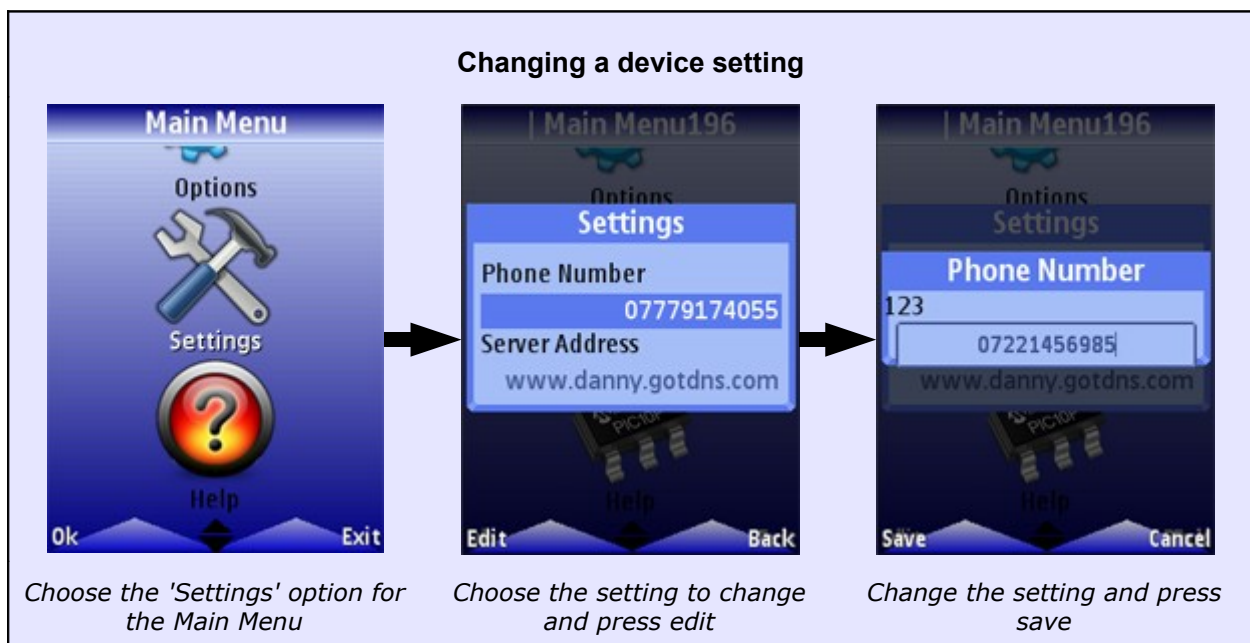 Changing a device setting
Main Menu
Options
Settings
Help
Ok
Exit
| Main Menu196
Options
Settings
Phone Number
07779174055
Server Address
www.danny.gotdns.com
Help
Edit
Back
| Main Menu196
Options
Settings
Phone Number
123
07221456985
www.danny.gotdns.com
Help
Save
Cancel
Choose the 'Settings' option for
the Main Menu
Choose the setting to change
and press edit
Change the setting and press
save